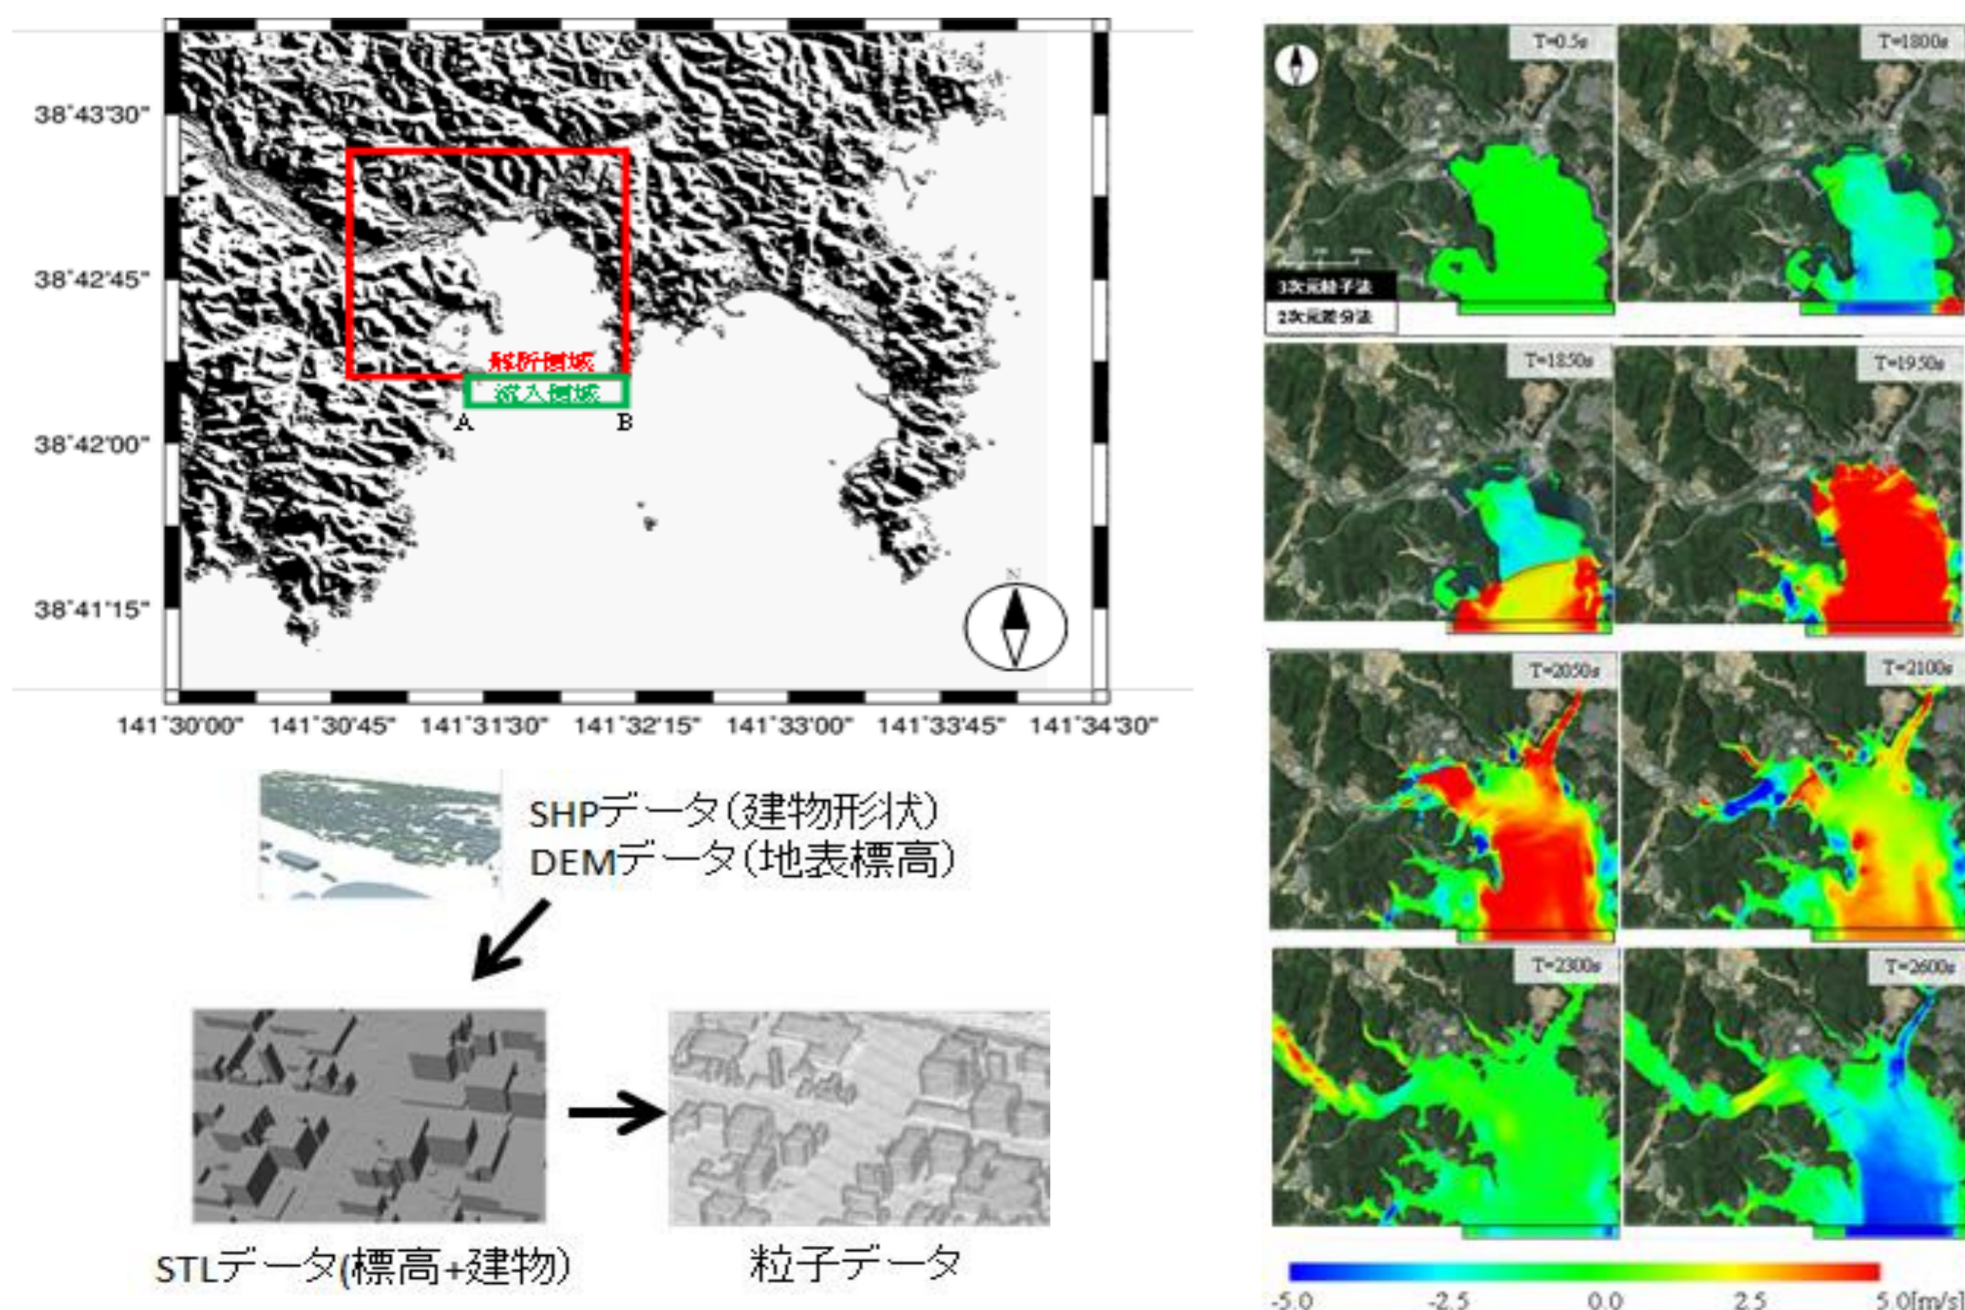 38°43'30"
38°42'45"
38°42'00"
38°41'15"
141°30'00" 141°30'45" 141°31'30" 141°32'15" 141°33'00" 141°33'45" 141°34'30"
解析領域
流入領域
A B
N
SHPデータ(建物形状)
DEMデータ(地表標高)
STLデータ(標高+建物)
粒子データ
T=0.5s
T=1800s
3次元粒子法
2次元差分法
T=1850s
T=1950s
T=2050s
T=2100s
T=2300s
T=2600s
-5.0 -2.5 0.0 2.5 5.0[m/s]